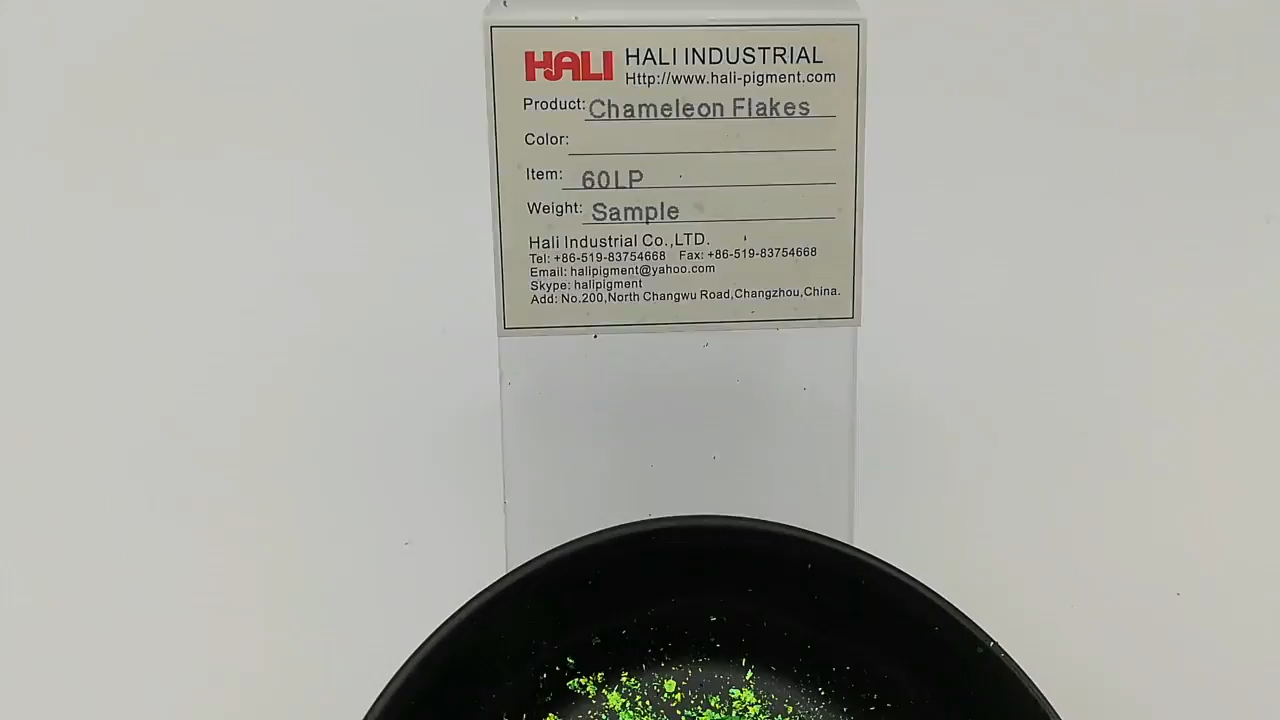 HALI HALI INDUSTRIAL
Http://www.hali-pigment.com
Product: Chameleon Flakes
Color:
Item: 60LP
Weight: Sample
Hali Industrial Co.,LTD.
Tel: +86-519-83754668 Fax: +86-519-83754668
Email: halipigment@yahoo.com
Skype: halipigment
Add: No.200,North Changwu Road,Changzhou,China.